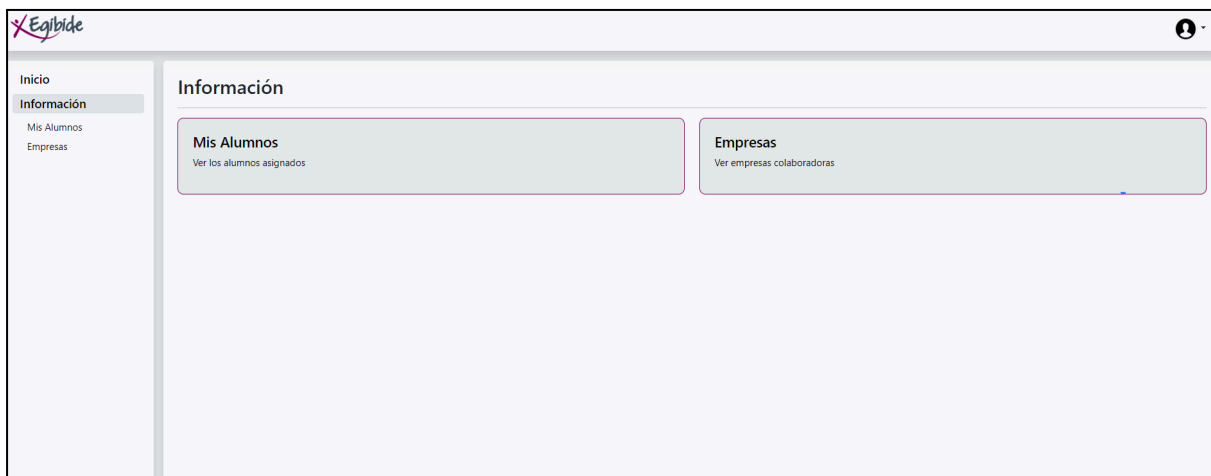 Egibide
Inicio
Información
Mis Alumnos
Empresas
Información
Mis Alumnos
Ver los alumnos asignados
Empresas
Ver empresas colaboradoras